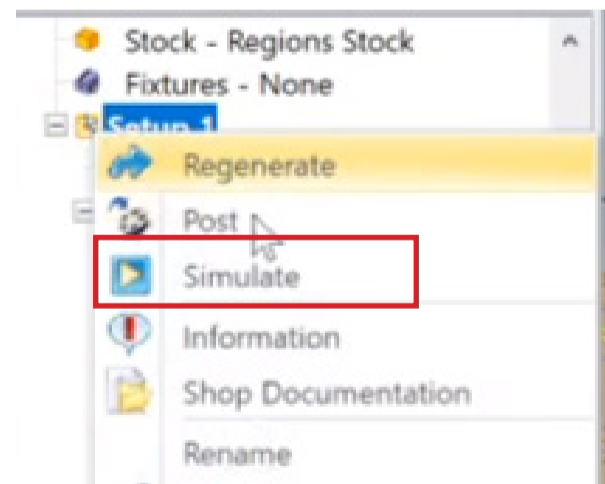 Stock - Regions Stock
Fixtures - None
Setup 1
Regenerate
Post
Simulate
Information
Shop Documentation
Rename